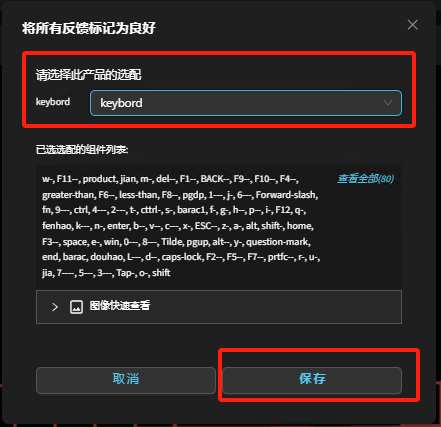 将所有反馈标记为良好
请选择此产品的选配
keybord
keybord
已选选配的组件列表:
w-, F11--, product, jian, m-, del--, F1--, BACK--, F9--, F10--, F4--,
查看全部(80)
greater-than, F6--, less-than, F8--, pgdp, 1---, j-, 6---, Forward-slash,
fn, 9---, ctrl, 4---, 2---, t-, cttrl-, s-, barac1, f-, g-, h--, p--, i-, F12, q-,
fenhao, k---, n-, enter, b--, v--, c---, x-, ESC--, z-, a-, alt, shift-, home,
F3--, space, e-, win, 0---, 8---, Tilde, pgup, alt--, y-, question-mark,
end, barac, douhao, L---, d--, caps-lock, F2--, F5--, F7--, prtfc--, r-, u-,
jia, 7----, 5---, 3---, Tap-, o-, shift
图像快速查看
取消
保存